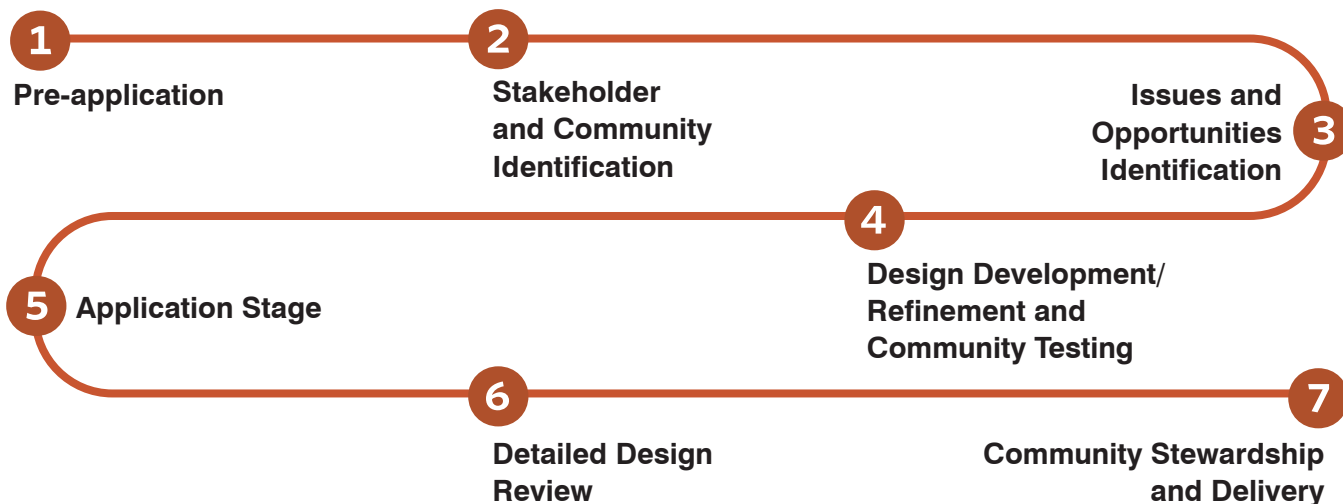 1
Pre-application
2
Stakeholder
and Community
Identification
3
Issues and
Opportunities
Identification
4
Design Development/
Refinement and
Community Testing
5
Application Stage
6
Detailed Design
Review
7
Community Stewardship
and Delivery